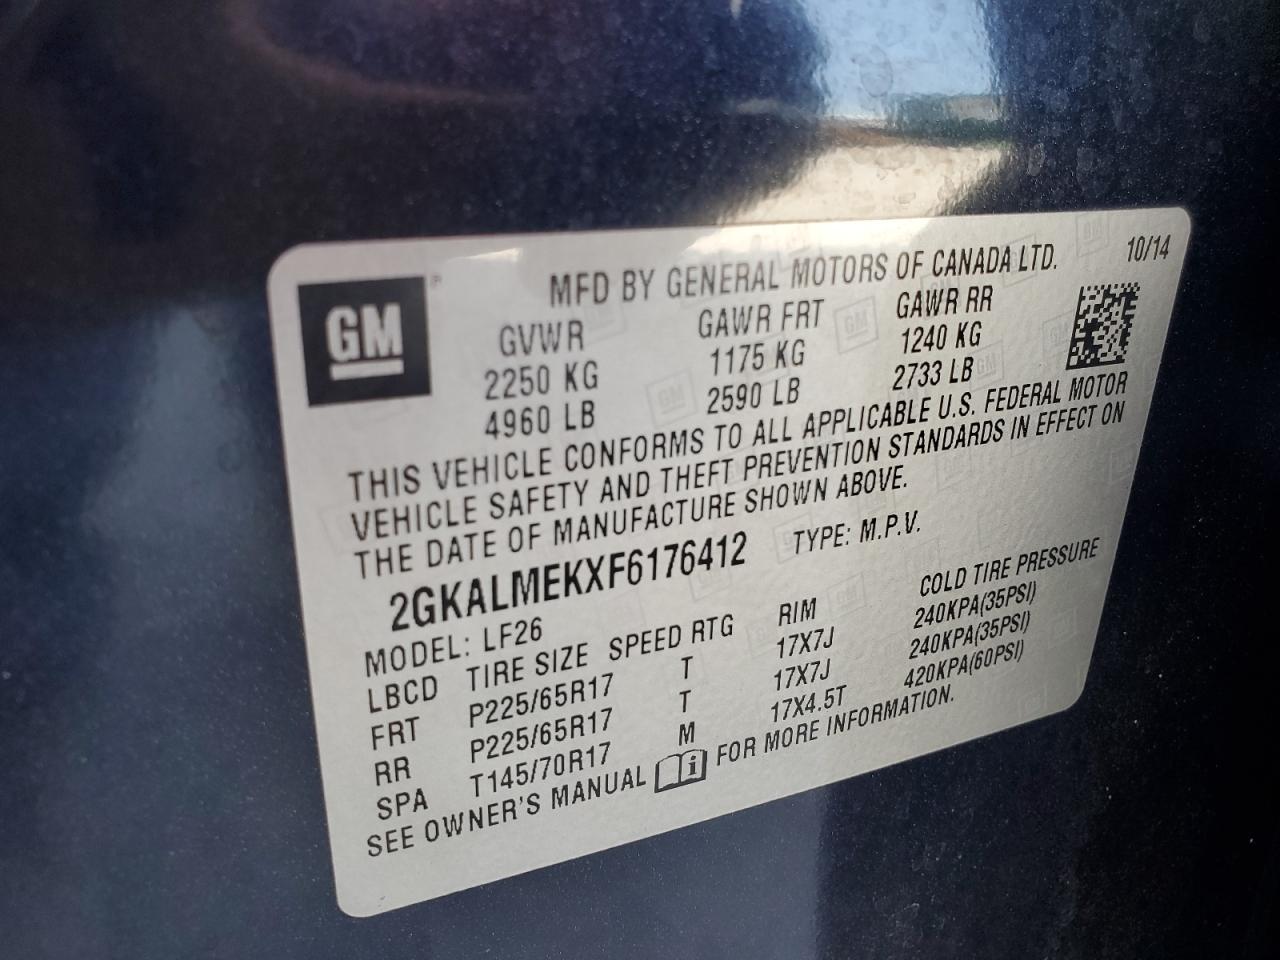 GM
MFD BY GENERAL MOTORS OF CANADA LTD. 10/14
GVWR GAWR FRT GAWR RR
2250 KG 1175 KG 1240 KG
4960 LB 2590 LB 2733 LB
THIS VEHICLE CONFORMS TO ALL APPLICABLE U.S. FEDERAL MOTOR
VEHICLE SAFETY AND THEFT PREVENTION STANDARDS IN EFFECT ON
THE DATE OF MANUFACTURE SHOWN ABOVE.
2GKALMEKXF6176412 TYPE: M.P.V.
MODEL: LF26
LBCD TIRE SIZE SPEED RTG RIM COLD TIRE PRESSURE
FRT P225/65R17 T 17X7J 240KPA(35PSI)
RR P225/65R17 T 17X7J 240KPA(35PSI)
SPA T145/70R17 M 17X4.5T 420KPA(60PSI)
SEE OWNER'S MANUAL i FOR MORE INFORMATION.